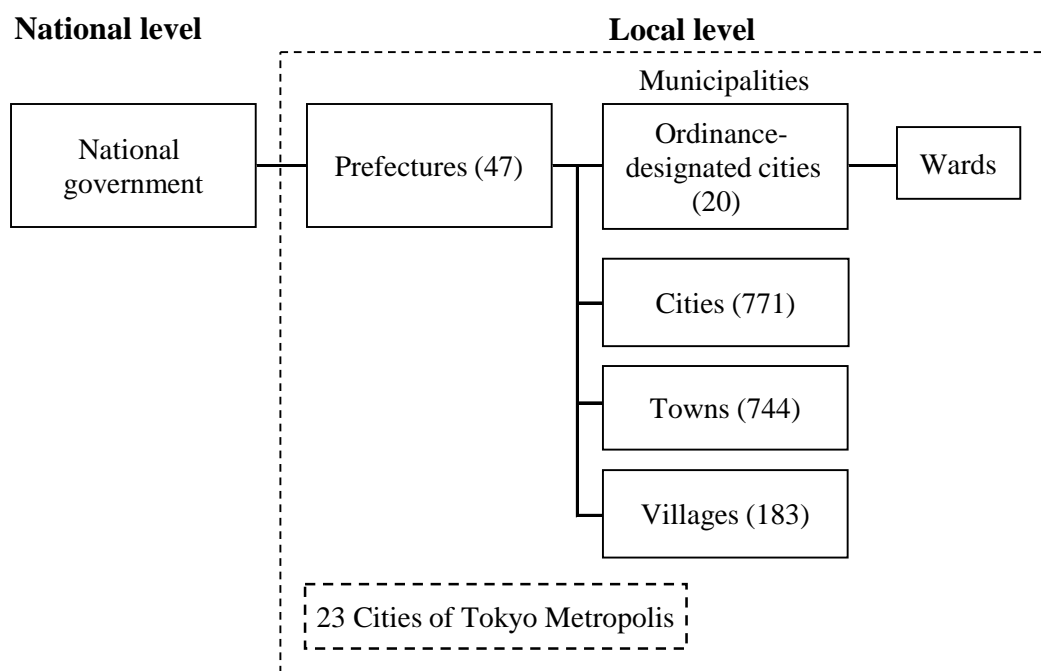 National level
Local level
Municipalities
National
government
Prefectures (47)
Ordinance-
designated cities
(20)
Wards
Cities (771)
Towns (744)
Villages (183)
23 Cities of Tokyo Metropolis